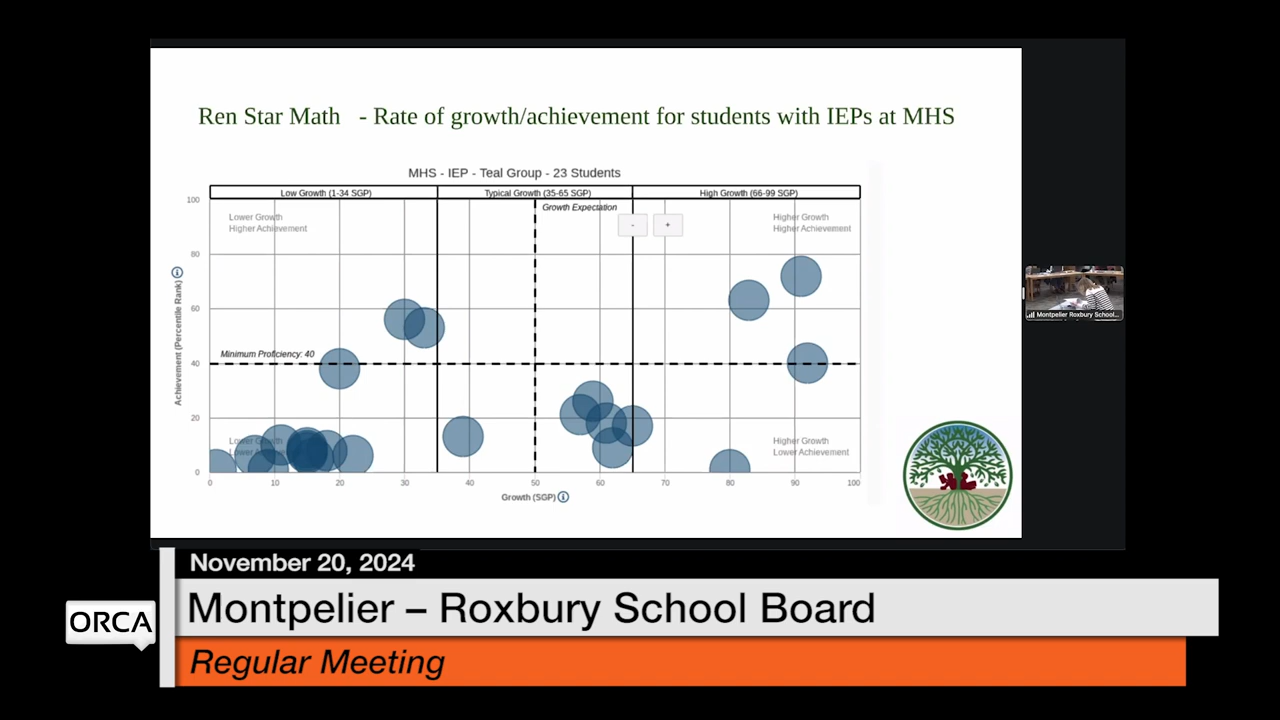 Ren Star Math - Rate of growth/achievement for students with IEPs at MHS
MHS - IEP - Teal Group - 23 Students
Low Growth (1-34 SGP) Typical Growth (35-65 SGP) High Growth (66-99 SGP)
Growth Expectation
Lower Growth
Higher Achievement
- +
Higher Growth
Higher Achievement
Minimum Proficiency: 40
Lower Growth
Lower Achievement
Higher Growth
Lower Achievement
100
80
60
40
20
0
Achievement (Percentile Rank)
0 10 20 30 40 50 60 70 80 90 100
Growth (SGP)
Montpelier Roxbury School...
November 20, 2024
ORCA
Montpelier – Roxbury School Board
Regular Meeting